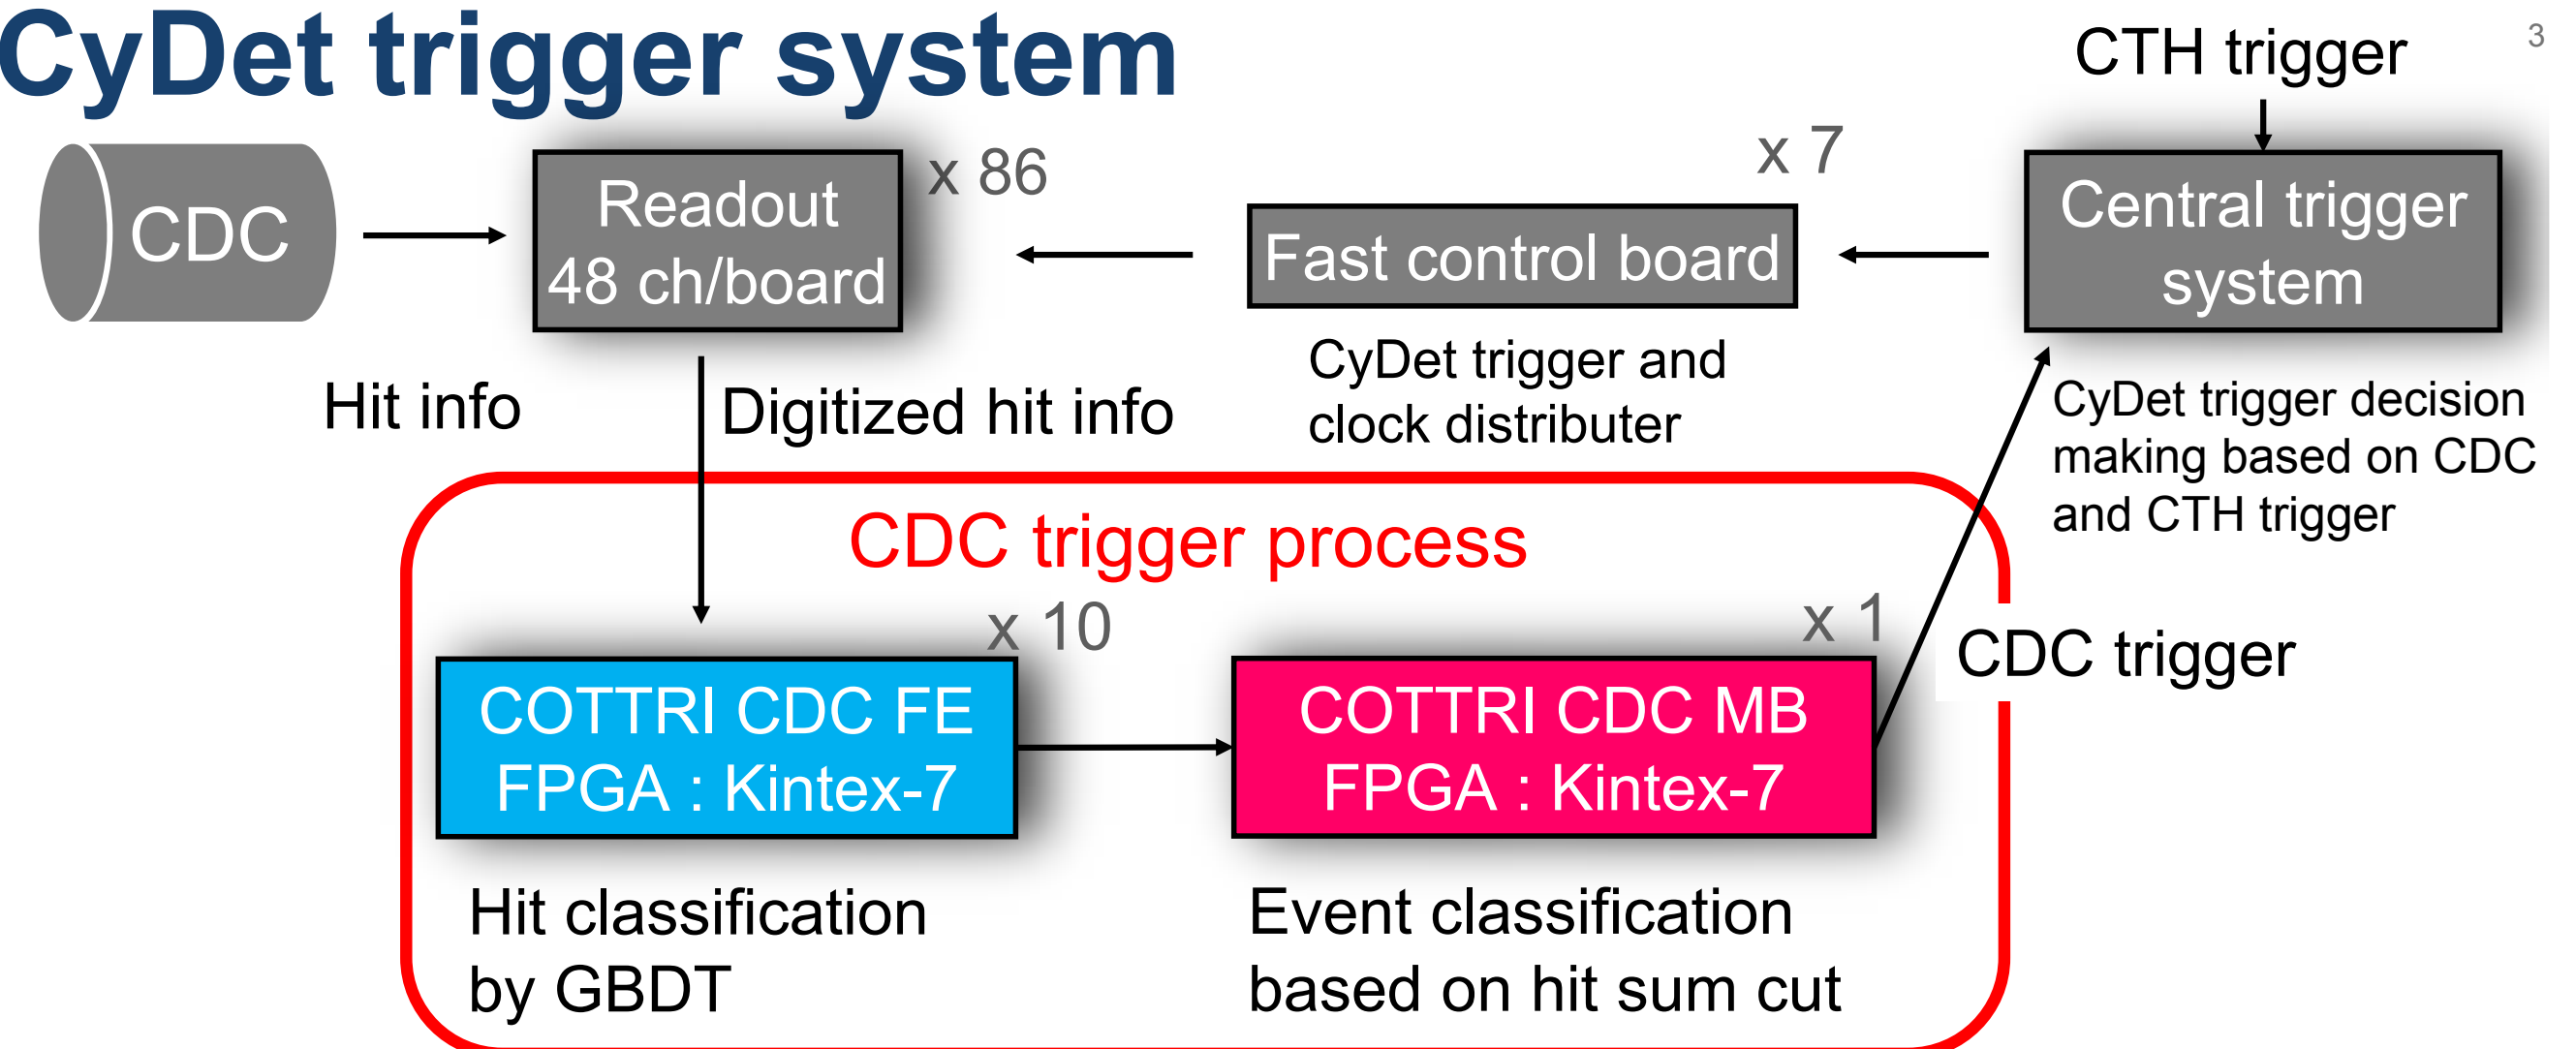 CyDet trigger system
3
CTH trigger
CDC
Readout
48 ch/board
x 86
Fast control board
x 7
Central trigger
system
Hit info
Digitized hit info
CyDet trigger and
clock distributer
CyDet trigger decision
making based on CDC
and CTH trigger
CDC trigger process
x 10
x 1
COTTRI CDC FE
FPGA : Kintex-7
COTTRI CDC MB
FPGA : Kintex-7
CDC trigger
Hit classification
by GBDT
Event classification
based on hit sum cut